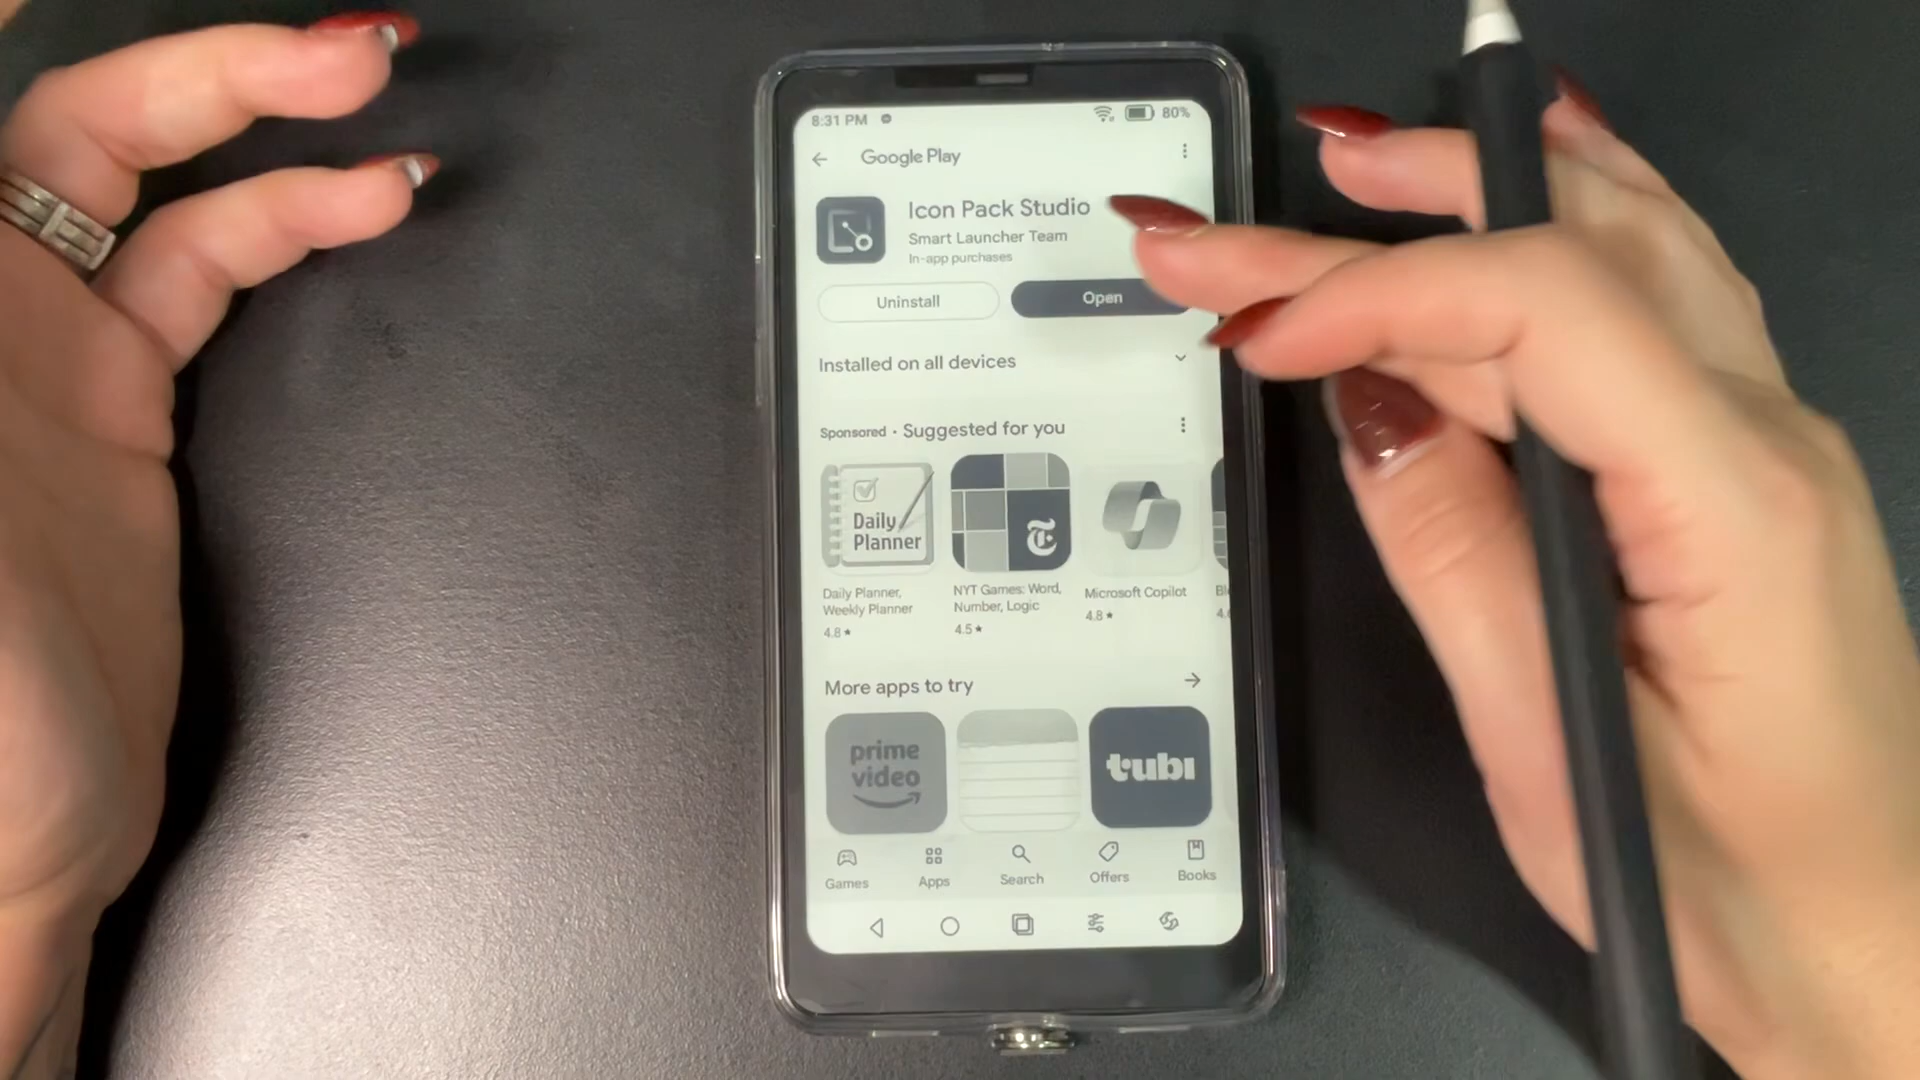 8:31 PM 80%
Google Play
Icon Pack Studio
Smart Launcher Team
In-app purchases
Uninstall Open
Installed on all devices
Sponsored · Suggested for you
Daily
Planner
T
Daily Planner,
Weekly Planner
4.8★
NYT Games: Word,
Number, Logic
4.5★
Microsoft Copilot
4.8★
Bl
4.
More apps to try
prime
video
tubi
Games Apps Search Offers Books